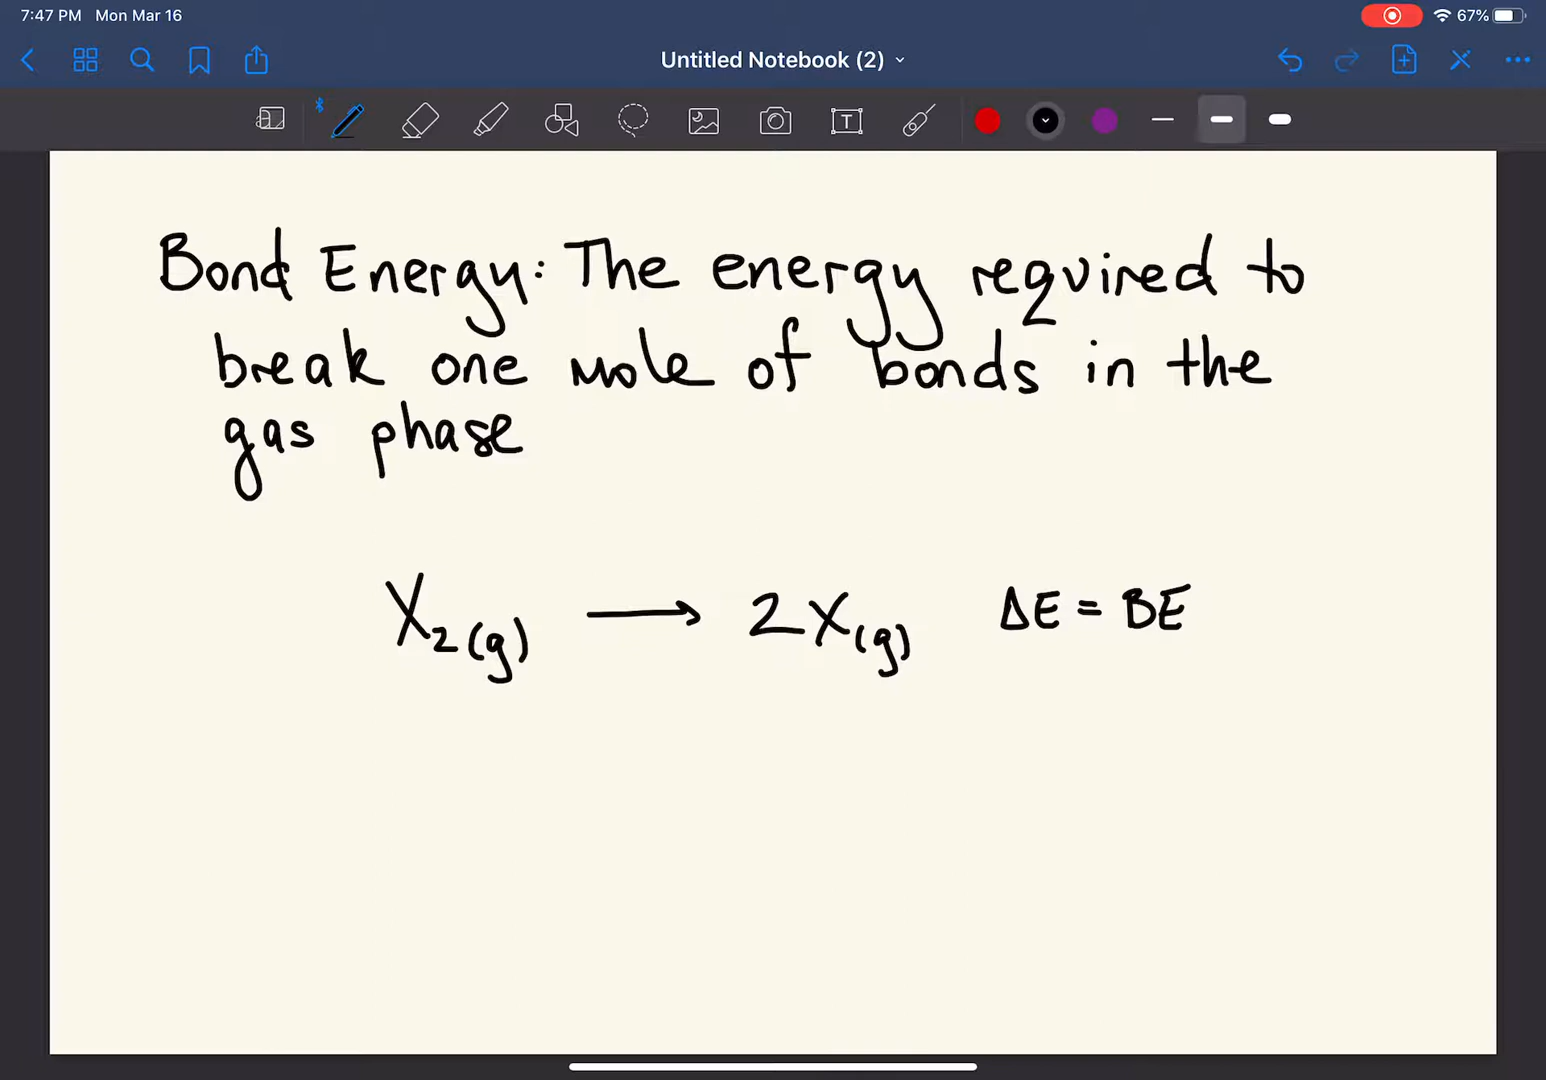 7:47 PM Mon Mar 16
67%
Untitled Notebook (2)
T
Bond Energy: The energy required to
break one mole of bonds in the
gas phase
X₂(g) ⟶ 2X(g) ΔE = BE